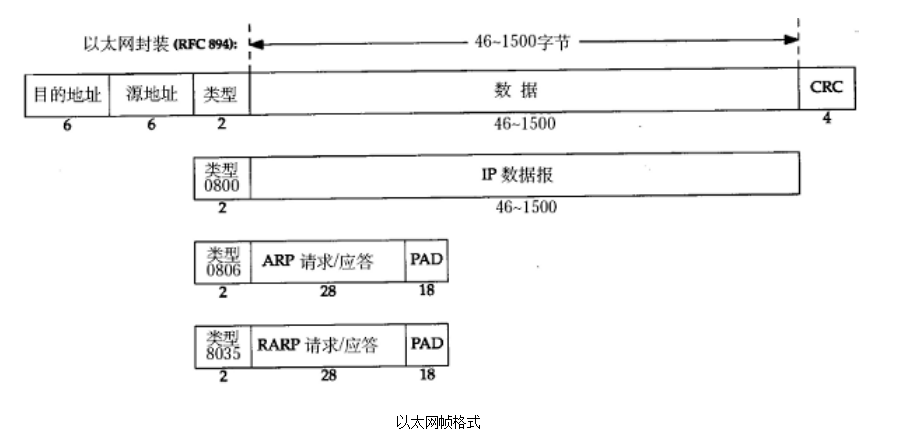 以太网封装 (RFC 894): 46~1500字节
目的地址 源地址 类型 数 据 CRC
6 6 2 46~1500 4
类型
0800 IP 数据报
2 46~1500
类型
0806 ARP 请求/应答 PAD
2 28 18
类型
8035 RARP 请求/应答 PAD
2 28 18
以太网帧格式